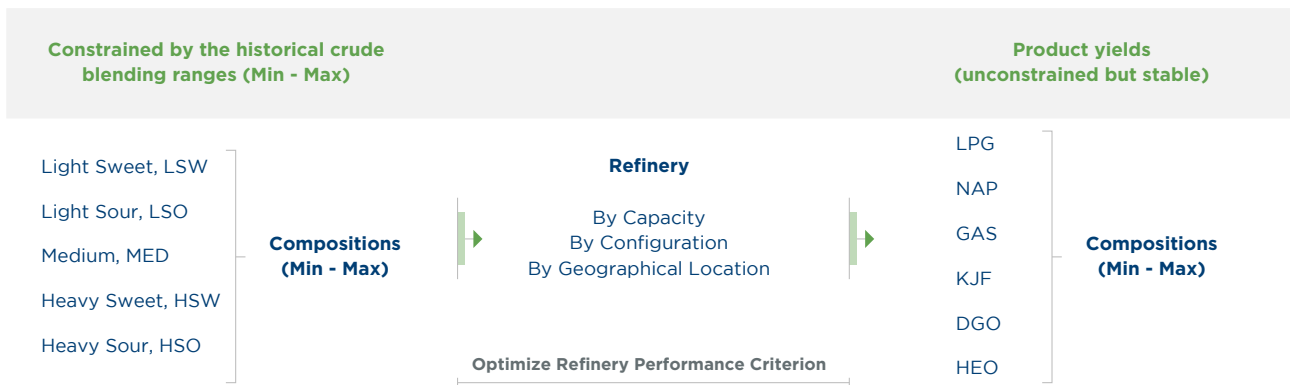 Constrained by the historical crude
blending ranges (Min - Max)
Product yields
(unconstrained but stable)
Light Sweet, LSW
Light Sour, LSO
Medium, MED
Heavy Sweet, HSW
Heavy Sour, HSO
Compositions
(Min - Max)
Refinery
By Capacity
By Configuration
By Geographical Location
Optimize Refinery Performance Criterion
LPG
NAP
GAS
KJF
DGO
HEO
Compositions
(Min - Max)